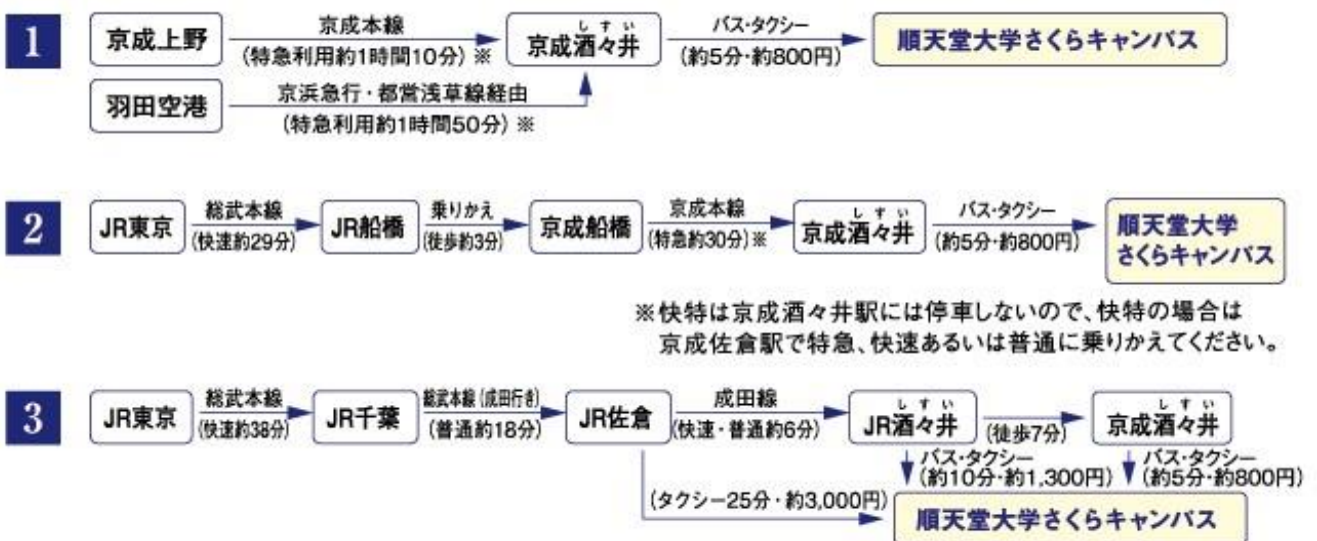 1
京成上野
京成本線
(特急利用約1時間10分)※
しすい
京成酒々井
バス・タクシー
(約5分・約800円)
順天堂大学さくらキャンパス
羽田空港
京浜急行・都営浅草線経由
(特急利用約1時間50分)※
2
JR東京
総武本線
(快速約29分)
JR船橋
乗りかえ
(徒歩約3分)
京成船橋
京成本線
(特急約30分)※
しすい
京成酒々井
バス・タクシー
(約5分・約800円)
順天堂大学
さくらキャンパス
※快特は京成酒々井駅には停車しないので、快特の場合は
京成佐倉駅で特急、快速あるいは普通に乗りかえてください。
3
JR東京
総武本線
(快速約38分)
JR千葉
総武本線(成田行き)
(普通約18分)
JR佐倉
成田線
(快速・普通約6分)
しすい
JR酒々井
(徒歩7分)
しすい
京成酒々井
バス・タクシー
(約10分・約1,300円)
バス・タクシー
(約5分・約800円)
(タクシー25分・約3,000円)
順天堂大学さくらキャンパス